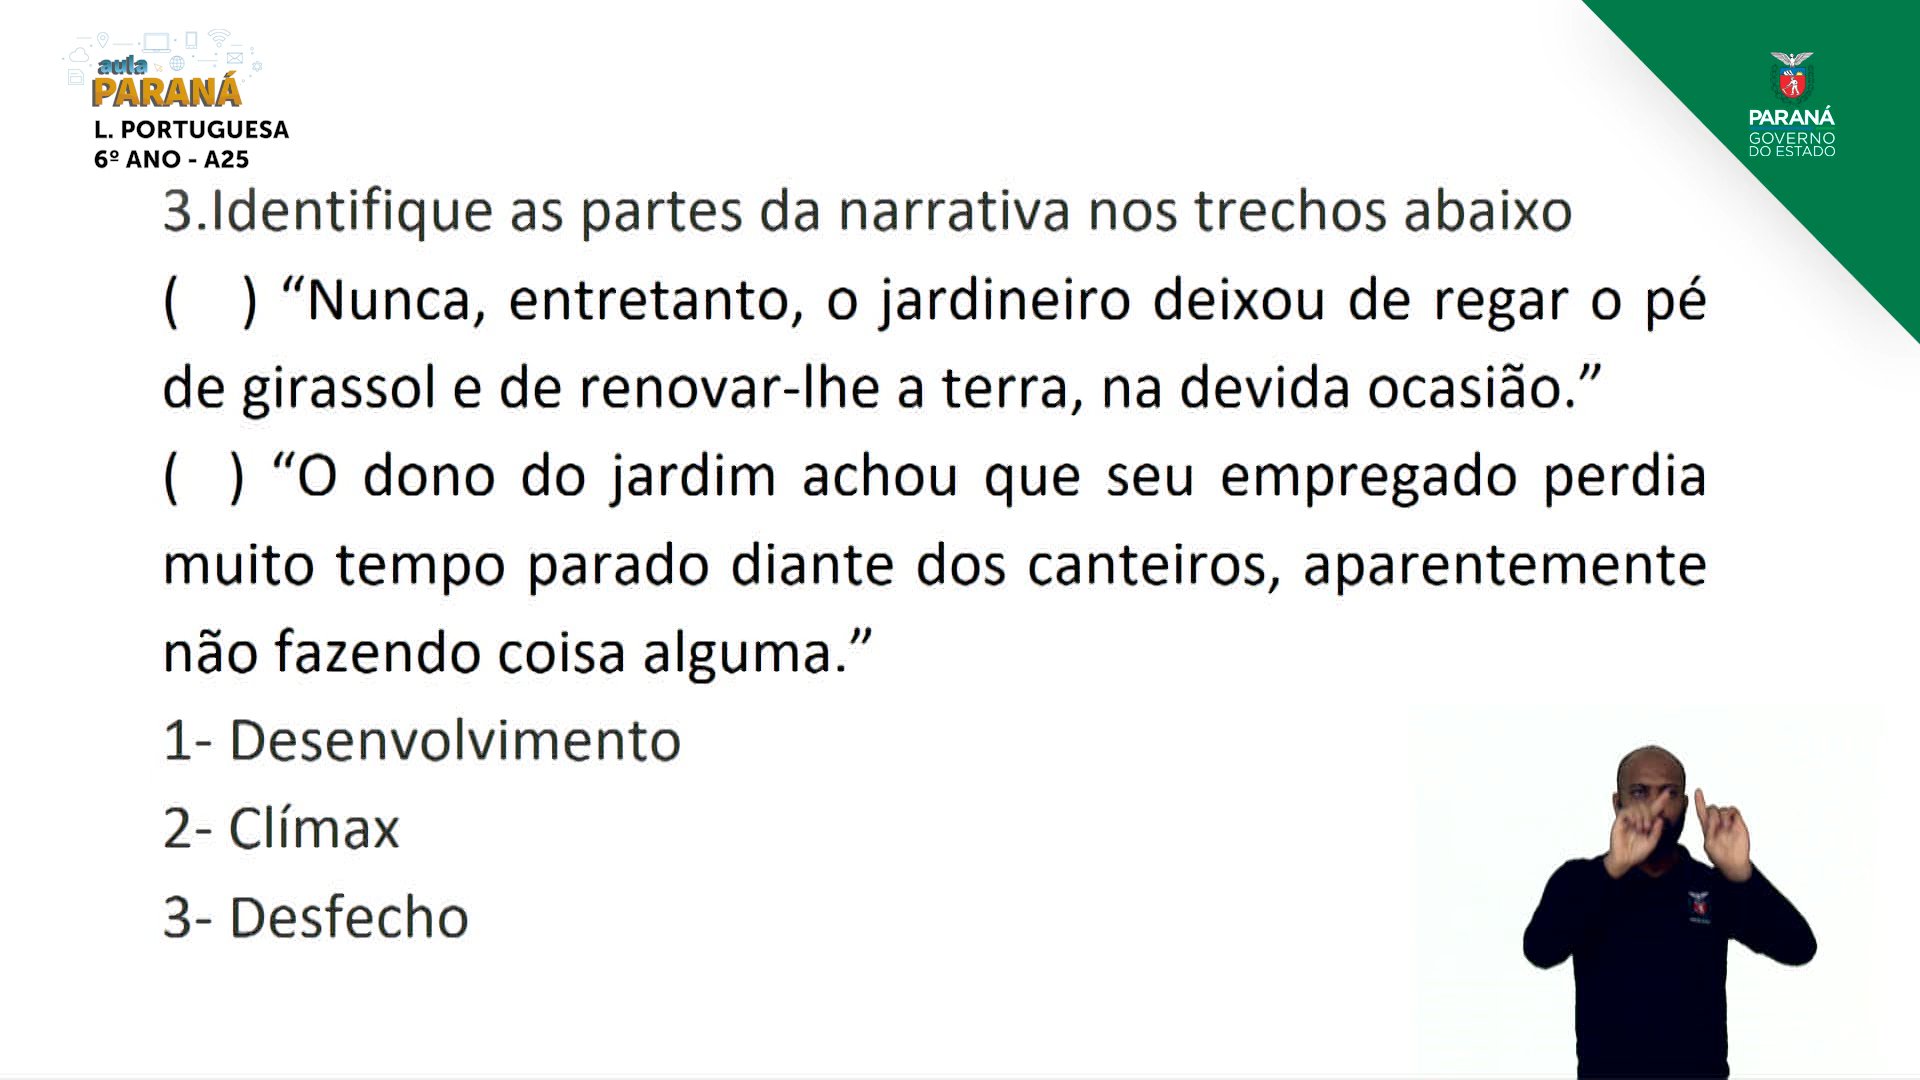 aula
PARANÁ
L. PORTUGUESA
6º ANO - A25
PARANÁ
GOVERNO
DO ESTADO
3.Identifique as partes da narrativa nos trechos abaixo
( ) “Nunca, entretanto, o jardineiro deixou de regar o pé
de girassol e de renovar-lhe a terra, na devida ocasião.”
( ) “O dono do jardim achou que seu empregado perdia
muito tempo parado diante dos canteiros, aparentemente
não fazendo coisa alguma.”
1- Desenvolvimento
2- Clímax
3- Desfecho